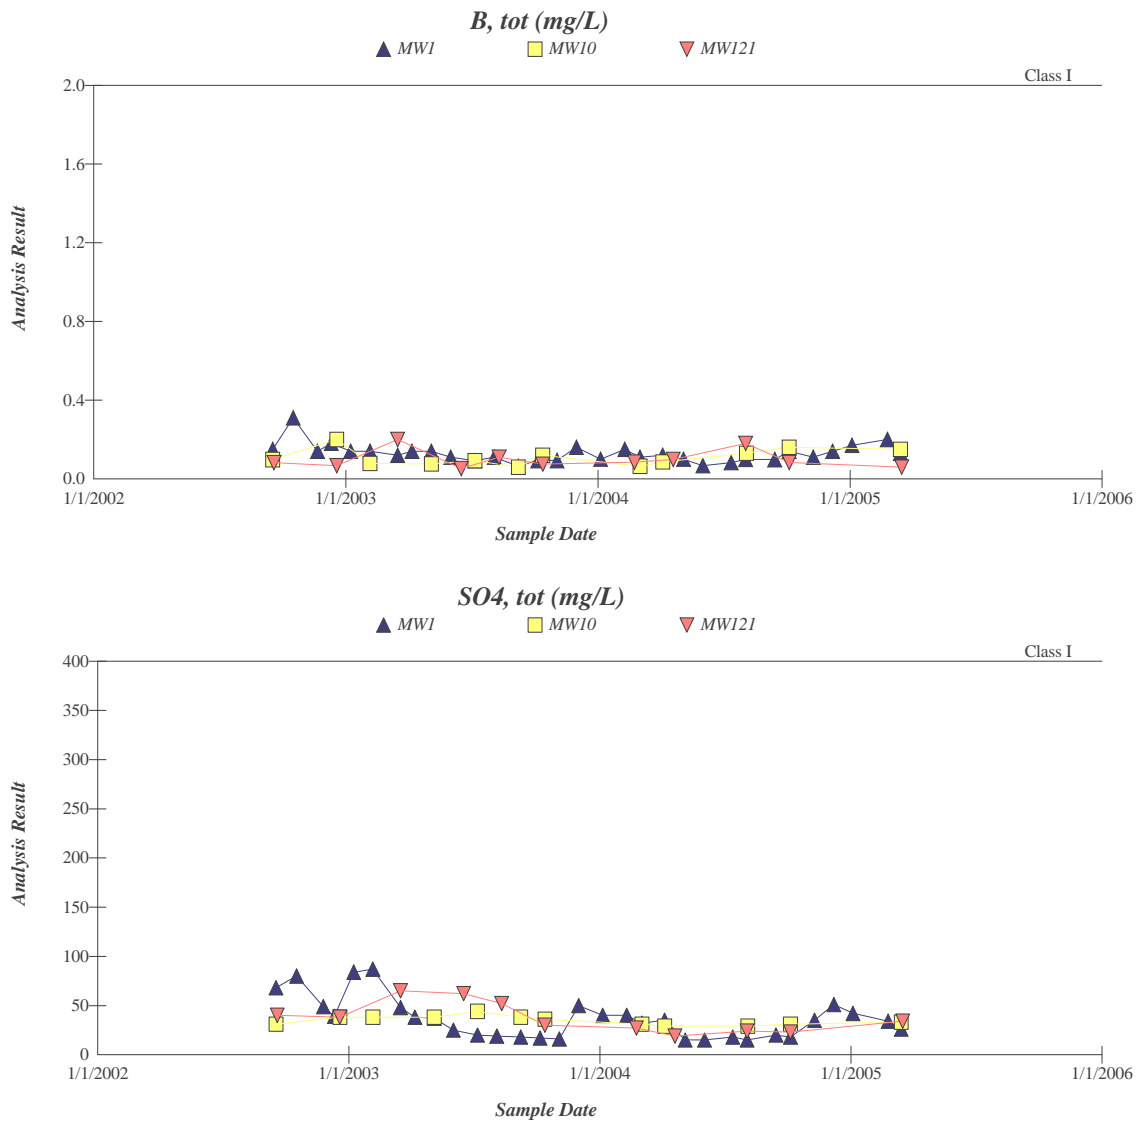 B, tot (mg/L)
MW1 MW10 MW121
Class I
2.0
1.6
1.2
0.8
0.4
0.0
Analysis Result
1/1/2002 1/1/2003 1/1/2004 1/1/2005 1/1/2006
Sample Date
SO4, tot (mg/L)
MW1 MW10 MW121
Class I
400
350
300
250
200
150
100
50
0
Analysis Result
1/1/2002 1/1/2003 1/1/2004 1/1/2005 1/1/2006
Sample Date